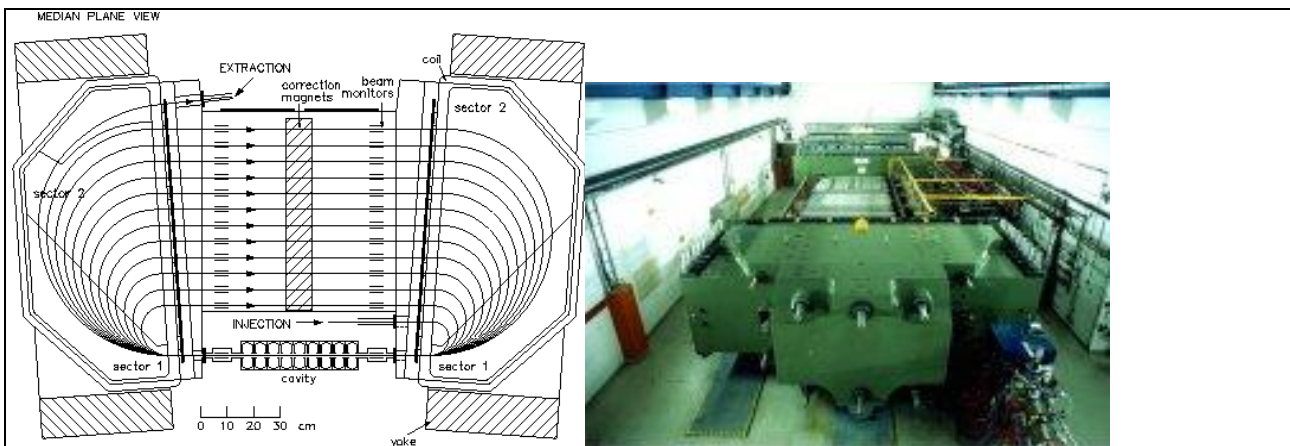 MEDIAN PLANE VIEW
coil
EXTRACTION
correction
magnets
beam
monitors
sector 2
sector 2
INJECTION
sector 1
cavity
sector 1
0 10 20 30 cm
yoke